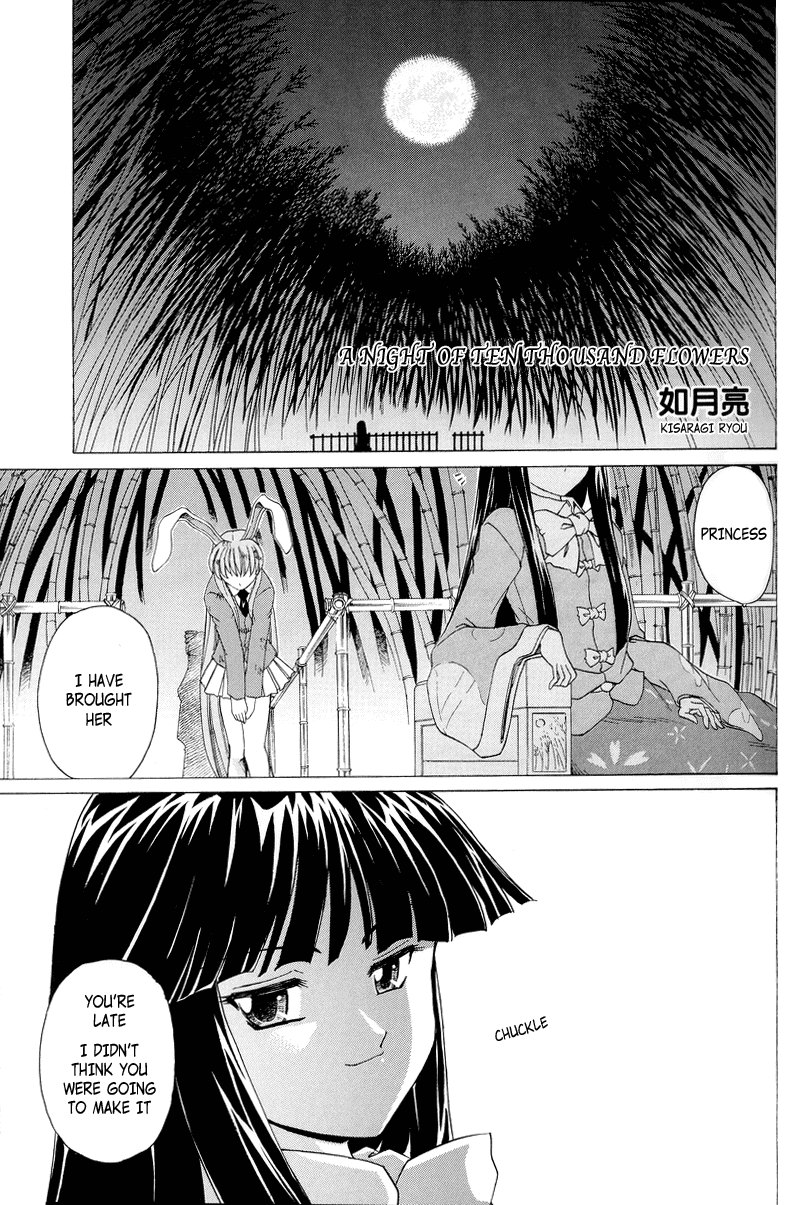 A NIGHT OF TEN THOUSAND FLOWERS
如月亮
KISARAGI RYOU
PRINCESS
I HAVE
BROUGHT
HER
YOU'RE
LATE
I DIDN'T
THINK YOU
WERE GOING
TO MAKE IT
CHUCKLE